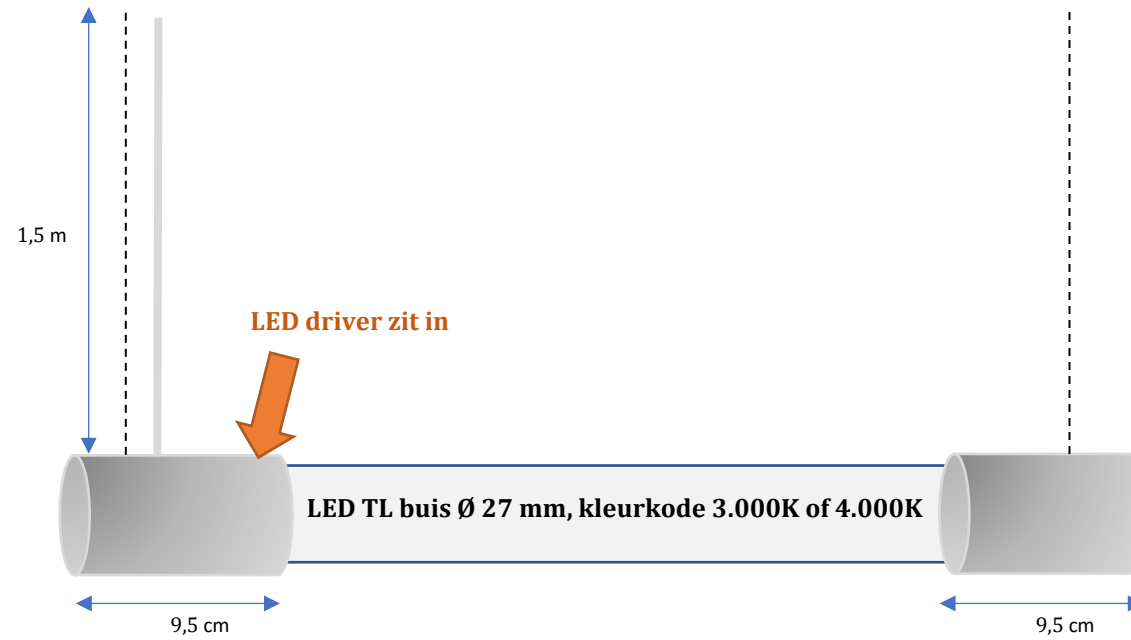 1,5 m
LED driver zit in
LED TL buis Ø 27 mm, kleurkode 3.000K of 4.000K
9,5 cm
9,5 cm